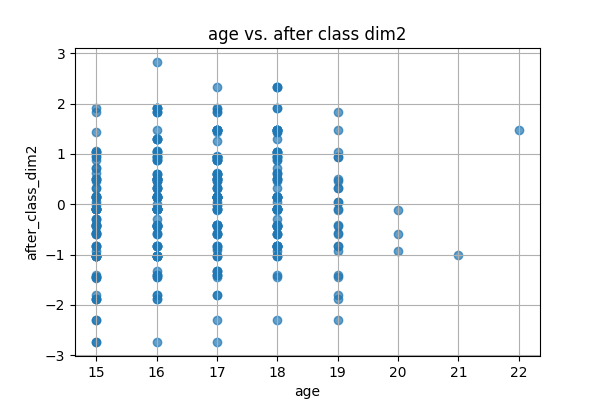 age vs. after class dim2
3
2
1
0
−1
−2
−3
after_class_dim2
15 16 17 18 19 20 21 22
age